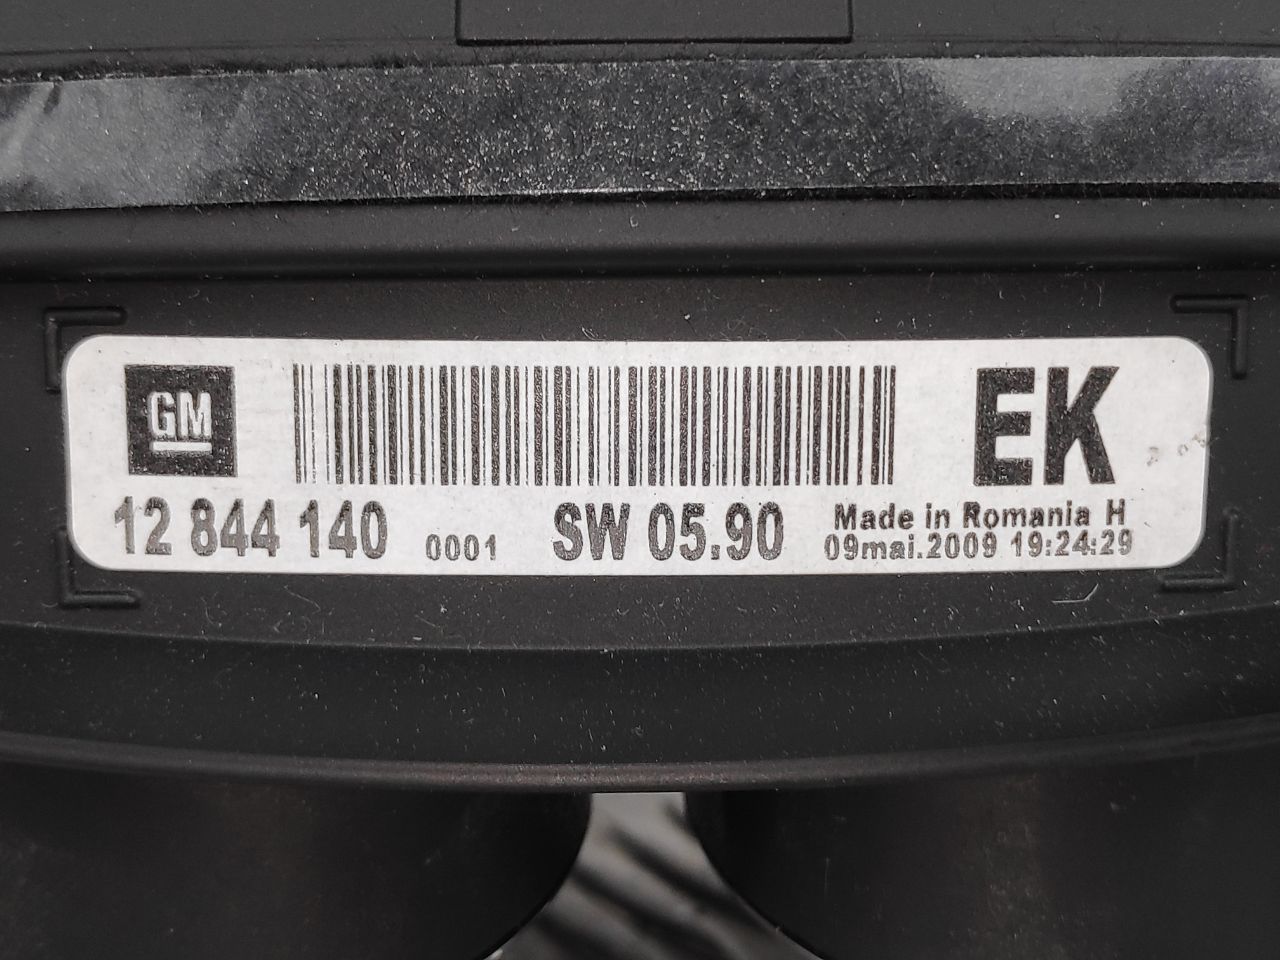 GM
EK
12 844 140 0001 SW 05.90 Made in Romania H
09mai.2009 19:24:29